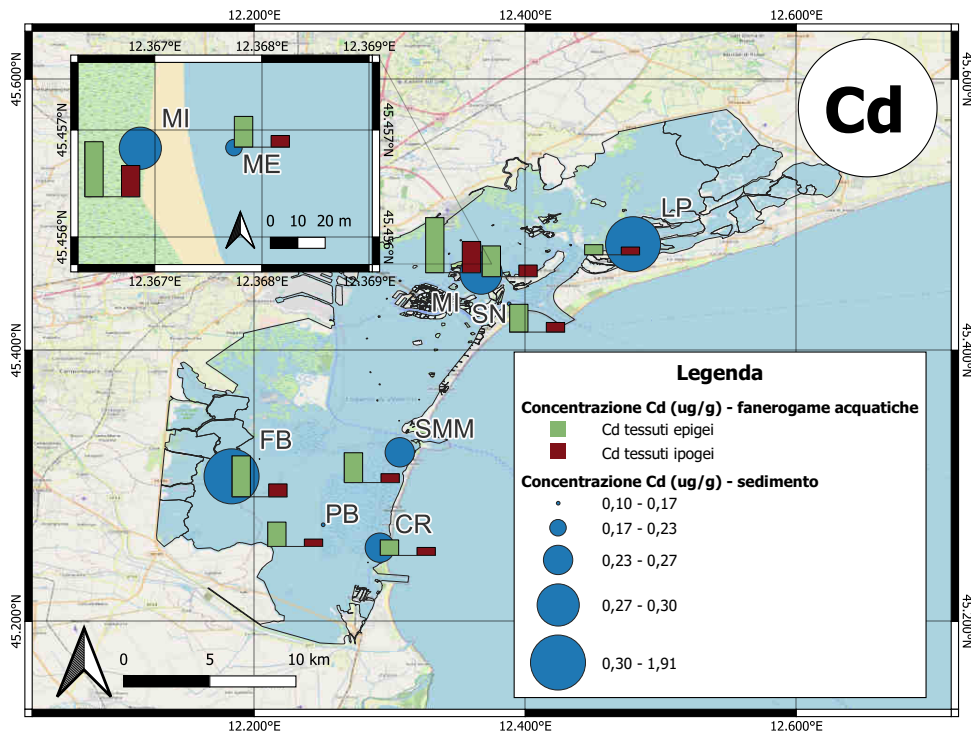 12.200°E
12.400°E
12.600°E
12.367°E
12.368°E
12.369°E
45.600°N
45.600°N
Cd
45.457°N
45.457°N
MI
ME
0 10 20 m
45.456°N
45.456°N
12.367°E
12.368°E
12.369°E
LP
MI
SN
45.400°N
45.400°N
SMM
FB
PB
CR
45.200°N
45.200°N
0 5 10 km
Legenda
Concentrazione Cd (ug/g) - fanerogame acquatiche
Cd tessuti epigei
Cd tessuti ipogei
Concentrazione Cd (ug/g) - sedimento
0,10 - 0,17
0,17 - 0,23
0,23 - 0,27
0,27 - 0,30
0,30 - 1,91
12.200°E
12.400°E
12.600°E